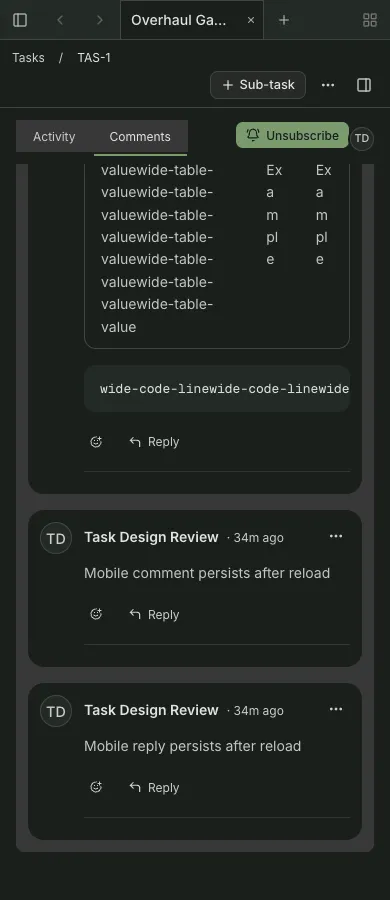 Overhaul Ga...
Tasks / TAS-1
Sub-task
Activity
Comments
Unsubscribe
TD
valuewide-table-
valuewide-table-
valuewide-table-
valuewide-table-
valuewide-table-
valuewide-table-
valuewide-table-
value
Ex
a
m
pl
e
Ex
a
m
pl
e
wide-code-linewide-code-linewide
Reply
TD
Task Design Review · 34m ago
Mobile comment persists after reload
Reply
TD
Task Design Review · 34m ago
Mobile reply persists after reload
Reply